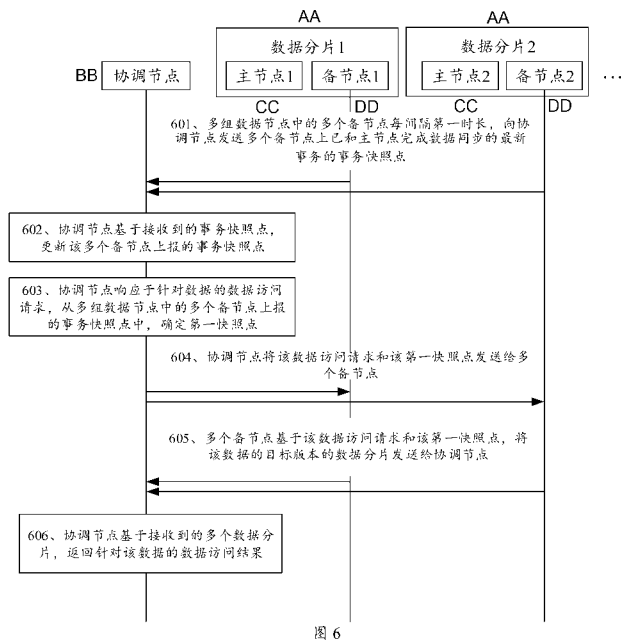 AA
AA
数据分片1
数据分片2
BB
协调节点
主节点1
备节点1
主节点2
备节点2
...
CC
DD
CC
DD
601、多组数据节点中的多个备节点每间隔第一时长，向协
调节点发送多个备节点上已和主节点完成数据同步的最新
事务的事务快照点
602、协调节点基于接收到的事务快照点，
更新该多个备节点上报的事务快照点
603、协调节点响应于针对数据的数据访问
请求，从多组数据节点中的多个备节点上报
的事务快照点中，确定第一快照点
604、协调节点将该数据访问请求和该第一快照点发送给多
个备节点
605、多个备节点基于该数据访问请求和该第一快照点，将
该数据的目标版本的数据分片发送给协调节点
606、协调节点基于接收到的多个数据分
片，返回针对该数据的数据访问结果
图 6